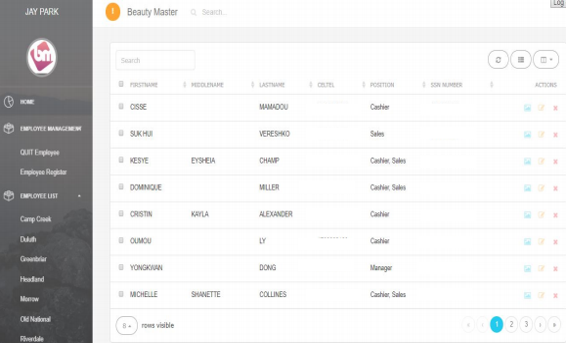 JAY PARK
Beauty Master
Search..
Log
bm
Search
FIRSTNAME MIDDLENAME LASTNAME CELTEL POSITION SSN NUMBER ACTIONS
CISSE MAMADOU Cashier
SUK HUI VERESHKO Sales
KESYE EYSHEIA CHAMP Cashier, Sales
DOMINIQUE MILLER Cashier, Sales
CRISTIN KAYLA ALEXANDER Cashier
OUMOU LY Cashier
YONGKWAN DONG Manager
MICHELLE SHANETTE COLLINES Cashier, Sales
8 rows visible
1 2 3
HOME
EMPLOYEE MANAGEMENT
QUIT Employee
Employee Register
EMPLOYEE LIST
Camp Creek
Duluth
Greenbriar
Headland
Morrow
Old National
Riverdale